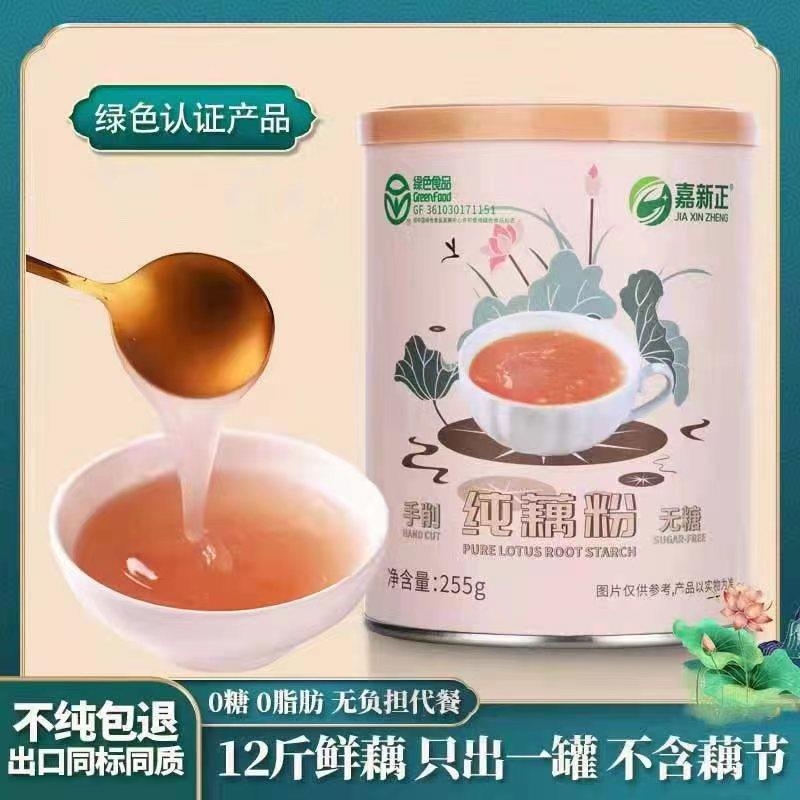 绿色认证产品
绿色食品
GreenFood
GF 361030171151
嘉新正®
JIA XIN ZHENG
手削
HAND CUT
纯藕粉
PURE LOTUS ROOT STARCH
无糖
SUGAR-FREE
净含量:255g
图片仅供参考,产品以实物为准
不纯包退
出口同标同质
0糖 0脂肪 无负担代餐
12斤鲜藕 只出一罐 不含藕节